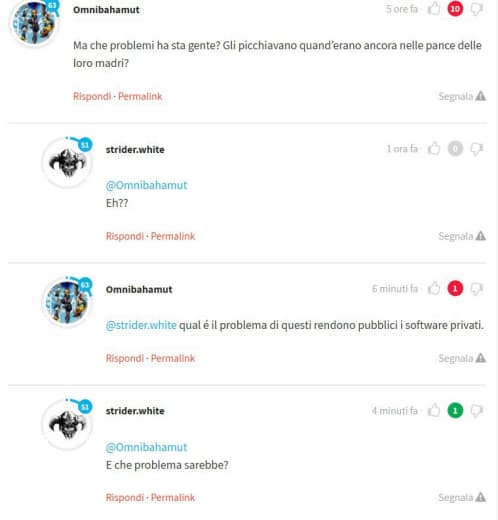 63
Omnibahamut
5 ore fa · 10
Ma che problemi ha sta gente? Gli picchiavano quand'erano ancora nelle pance delle
loro madri?
Rispondi · Permalink
Segnala
51
strider.white
1 ora fa · 0
@Omnibahamut
Eh??
Rispondi · Permalink
Segnala
63
Omnibahamut
6 minuti fa · 1
@strider.white qual é il problema di questi rendono pubblici i software privati.
Rispondi · Permalink
Segnala
51
strider.white
4 minuti fa · 1
@Omnibahamut
E che problema sarebbe?
Rispondi · Permalink
Segnala